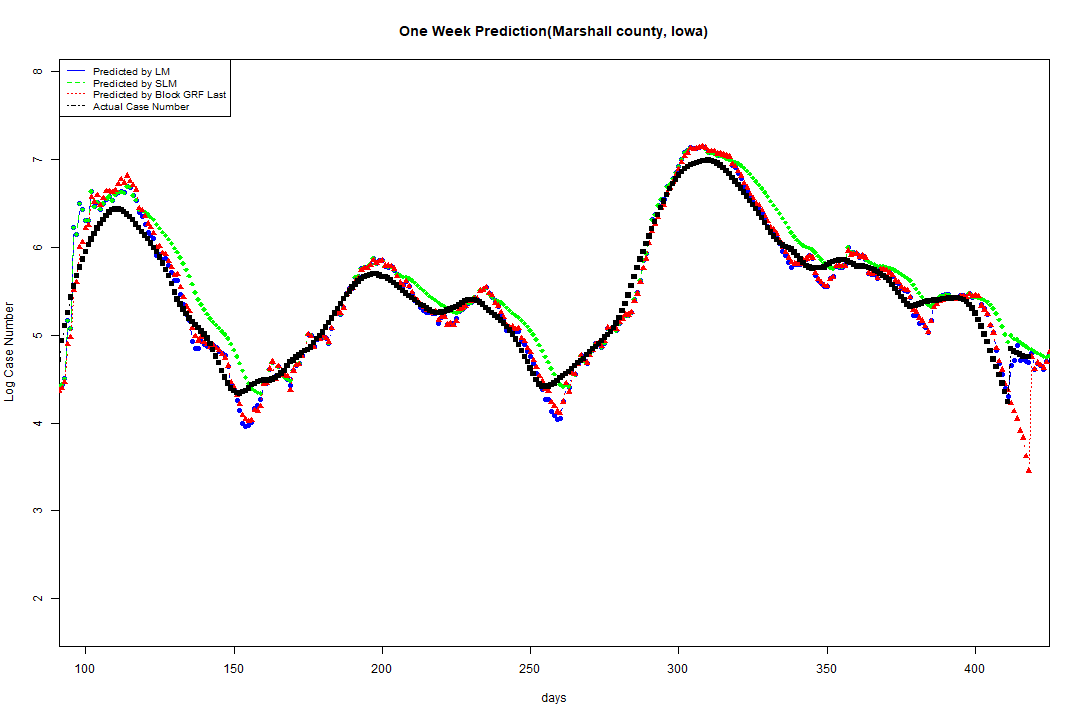 One Week Prediction(Marshall county, Iowa)
Predicted by LM
Predicted by SLM
Predicted by Block GRF Last
Actual Case Number
Log Case Number
8
7
6
5
4
3
2
100 150 200 250 300 350 400
days